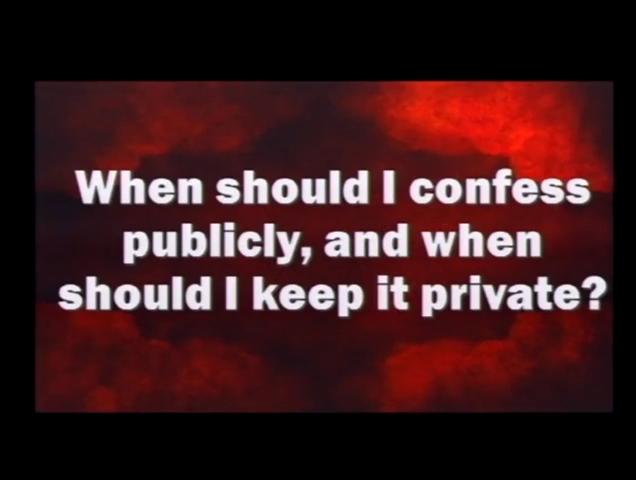 When should I confess
publicly, and when
should I keep it private?